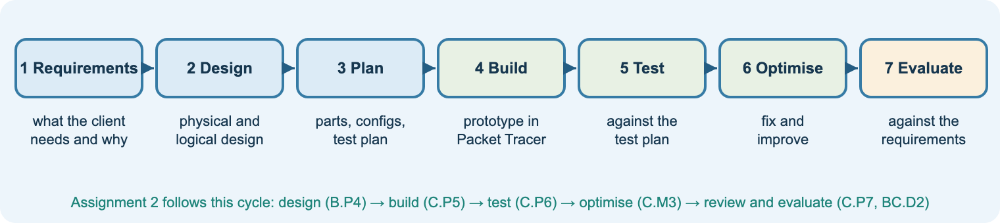 1 Requirements
2 Design
3 Plan
4 Build
5 Test
6 Optimise
7 Evaluate
what the client
needs and why
physical and
logical design
parts, configs,
test plan
prototype in
Packet Tracer
against the
test plan
fix and
improve
against the
requirements
Assignment 2 follows this cycle: design (B.P4) → build (C.P5) → test (C.P6) → optimise (C.M3) → review and evaluate (C.P7, BC.D2)